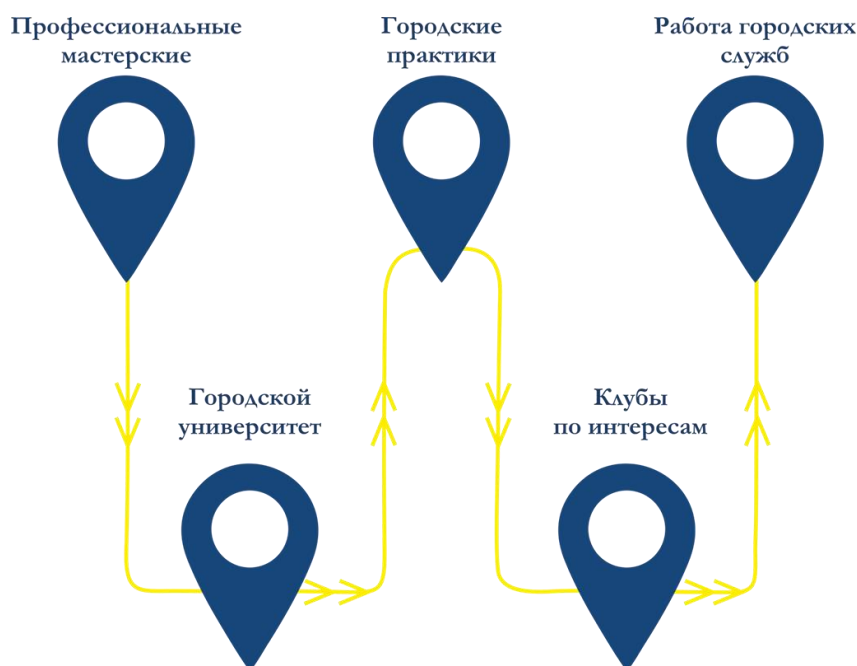 Профессиональные
мастерские
Городские
практики
Работа городских
служб
Городской
университет
Клубы
по интересам